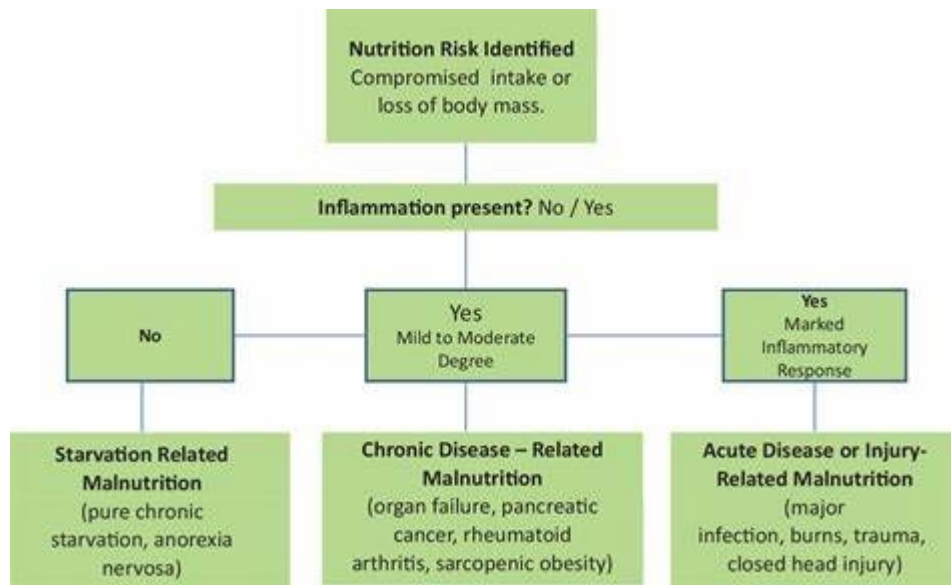 Nutrition Risk Identified
Compromised intake or
loss of body mass.
Inflammation present? No / Yes
No
Yes
Mild to Moderate
Degree
Yes
Marked
Inflammatory
Response
Starvation Related
Malnutrition
(pure chronic
starvation, anorexia
nervosa)
Chronic Disease – Related
Malnutrition
(organ failure, pancreatic
cancer, rheumatoid
arthritis, sarcopenic obesity)
Acute Disease or Injury-
Related Malnutrition
(major
infection, burns, trauma,
closed head injury)